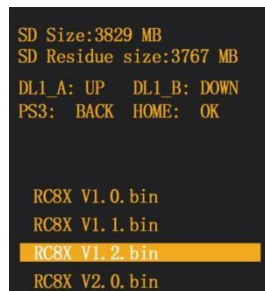 SD Size:3829 MB
SD Residue size:3767 MB
DL1_A: UP DL1_B: DOWN
PS3: BACK HOME: OK
RC8X V1.0.bin
RC8X V1.1.bin
RC8X V1.2.bin
RC8X V2.0.bin